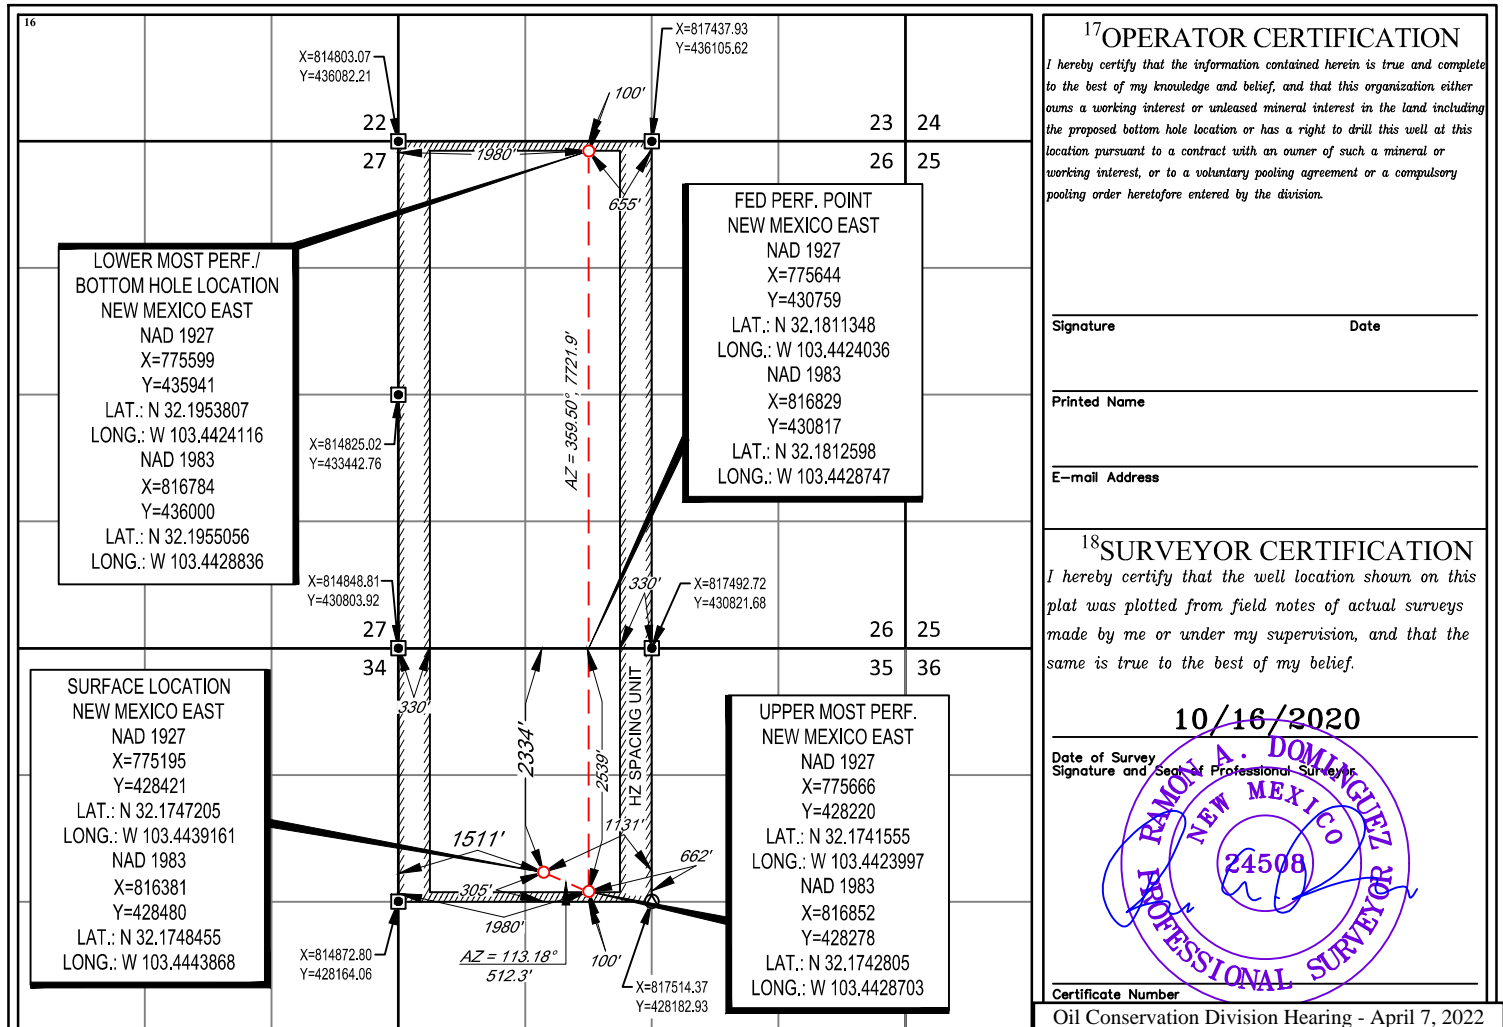 16
X=814803.07
Y=436082.21
X=817437.93
Y=436105.62
100'
22
23 24
27
26 25
1980'
655'
LOWER MOST PERF./
BOTTOM HOLE LOCATION
NEW MEXICO EAST
NAD 1927
X=775599
Y=435941
LAT.: N 32.1953807
LONG.: W 103.4424116
NAD 1983
X=816784
Y=436000
LAT.: N 32.1955056
LONG.: W 103.4428836
FED PERF. POINT
NEW MEXICO EAST
NAD 1927
X=775644
Y=430759
LAT.: N 32.1811348
LONG.: W 103.4424036
NAD 1983
X=816829
Y=430817
LAT.: N 32.1812598
LONG.: W 103.4428747
AZ = 359.50°, 7721.9'
X=814825.02
Y=433442.76
X=814848.81
Y=430803.92
330'
X=817492.72
Y=430821.68
27
26 25
34
35 36
330'
2334'
2539'
HZ SPACING UNIT
SURFACE LOCATION
NEW MEXICO EAST
NAD 1927
X=775195
Y=428421
LAT.: N 32.1747205
LONG.: W 103.4439161
NAD 1983
X=816381
Y=428480
LAT.: N 32.1748455
LONG.: W 103.4443868
UPPER MOST PERF.
NEW MEXICO EAST
NAD 1927
X=775666
Y=428220
LAT.: N 32.1741555
LONG.: W 103.4423997
NAD 1983
X=816852
Y=428278
LAT.: N 32.1742805
LONG.: W 103.4428703
1511'
1131'
662'
305'
1980'
AZ = 113.18°
512.3'
100'
X=814872.80
Y=428164.06
X=817514.37
Y=428182.93
17 OPERATOR CERTIFICATION
I hereby certify that the information contained herein is true and complete
to the best of my knowledge and belief, and that this organization either
owns a working interest or unleased mineral interest in the land including
the proposed bottom hole location or has a right to drill this well at this
location pursuant to a contract with an owner of such a mineral or
working interest, or to a voluntary pooling agreement or a compulsory
pooling order heretofore entered by the division.
Signature Date
Printed Name
E-mail Address
18 SURVEYOR CERTIFICATION
I hereby certify that the well location shown on this
plat was plotted from field notes of actual surveys
made by me or under my supervision, and that the
same is true to the best of my belief.
10/16/2020
Date of Survey
Signature and Seal of Professional Surveyor
RAMON A. DOMINGUEZ
NEW MEXICO
24508
PROFESSIONAL SURVEYOR
Certificate Number
Oil Conservation Division Hearing - April 7, 2022